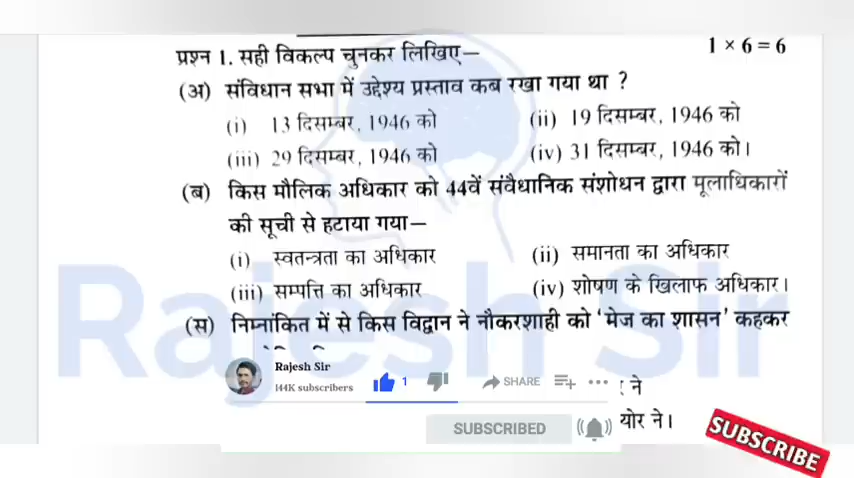 प्रश्न 1. सही विकल्प चुनकर लिखिए—
1 × 6 = 6
(अ) संविधान सभा में उद्देश्य प्रस्ताव कब रखा गया था ?
(i) 13 दिसम्बर, 1946 को
(ii) 19 दिसम्बर, 1946 को
(iii) 29 दिसम्बर, 1946 को
(iv) 31 दिसम्बर, 1946 को।
(ब) किस मौलिक अधिकार को 44वें संवैधानिक संशोधन द्वारा मूलाधिकारों
की सूची से हटाया गया—
(i) स्वतन्त्रता का अधिकार
(ii) समानता का अधिकार
(iii) सम्पत्ति का अधिकार
(iv) शोषण के खिलाफ अधिकार।
Rajesh Sir
(स) निम्नांकित में से किस विद्वान ने नौकरशाही को 'मेज का शासन' कहकर
Rajesh Sir
144K subscribers
1
SHARE
ने
योर ने।
SUBSCRIBED
SUBSCRIBE